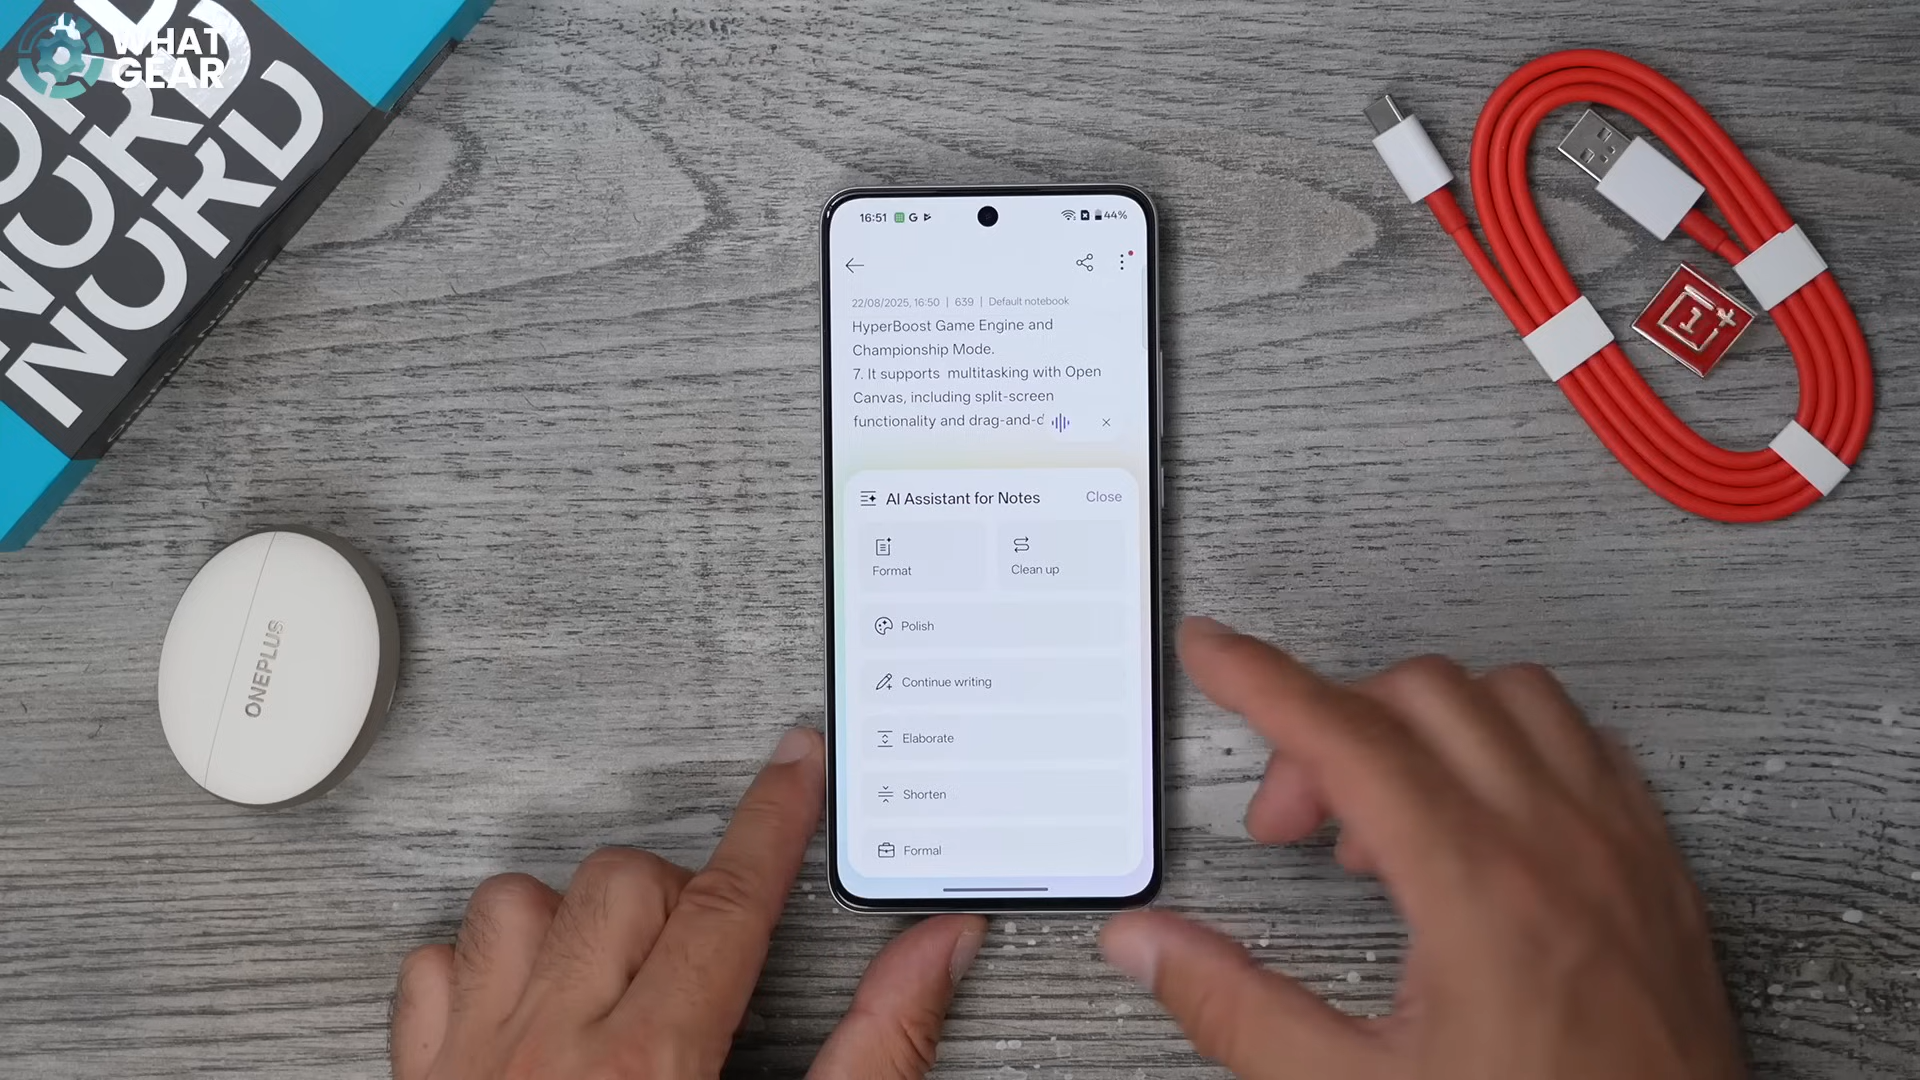 WHAT
GEAR
NORD
NORD
ONEPLUS
16:51 G 44%
22/08/2025, 16:50 | 639 | Default notebook
HyperBoost Game Engine and
Championship Mode.
7. It supports multitasking with Open
Canvas, including split-screen
functionality and drag-and-d
AI Assistant for Notes Close
Format
Clean up
Polish
Continue writing
Elaborate
Shorten
Formal
1+